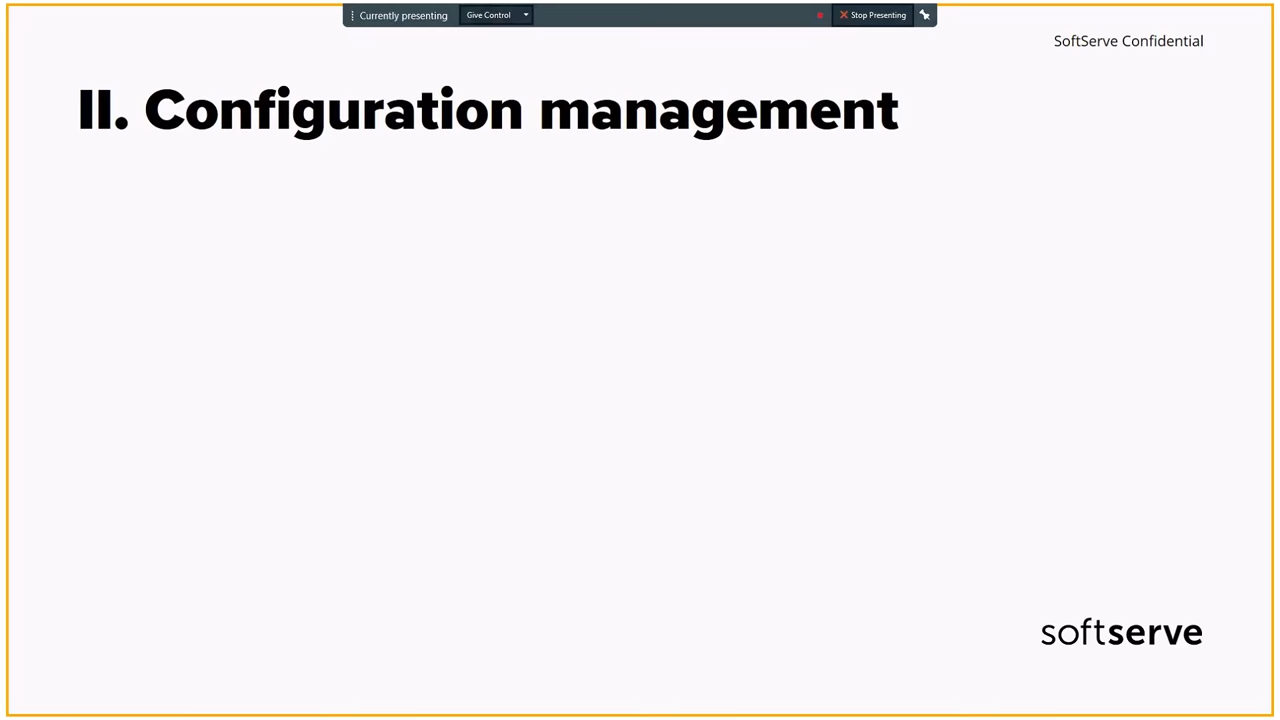 Currently presenting Give Control Stop Presenting
SoftServe Confidential
II. Configuration management
softserve